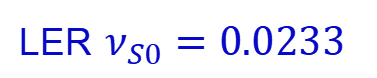 LER 𝜈𝑆0 = 0.0233